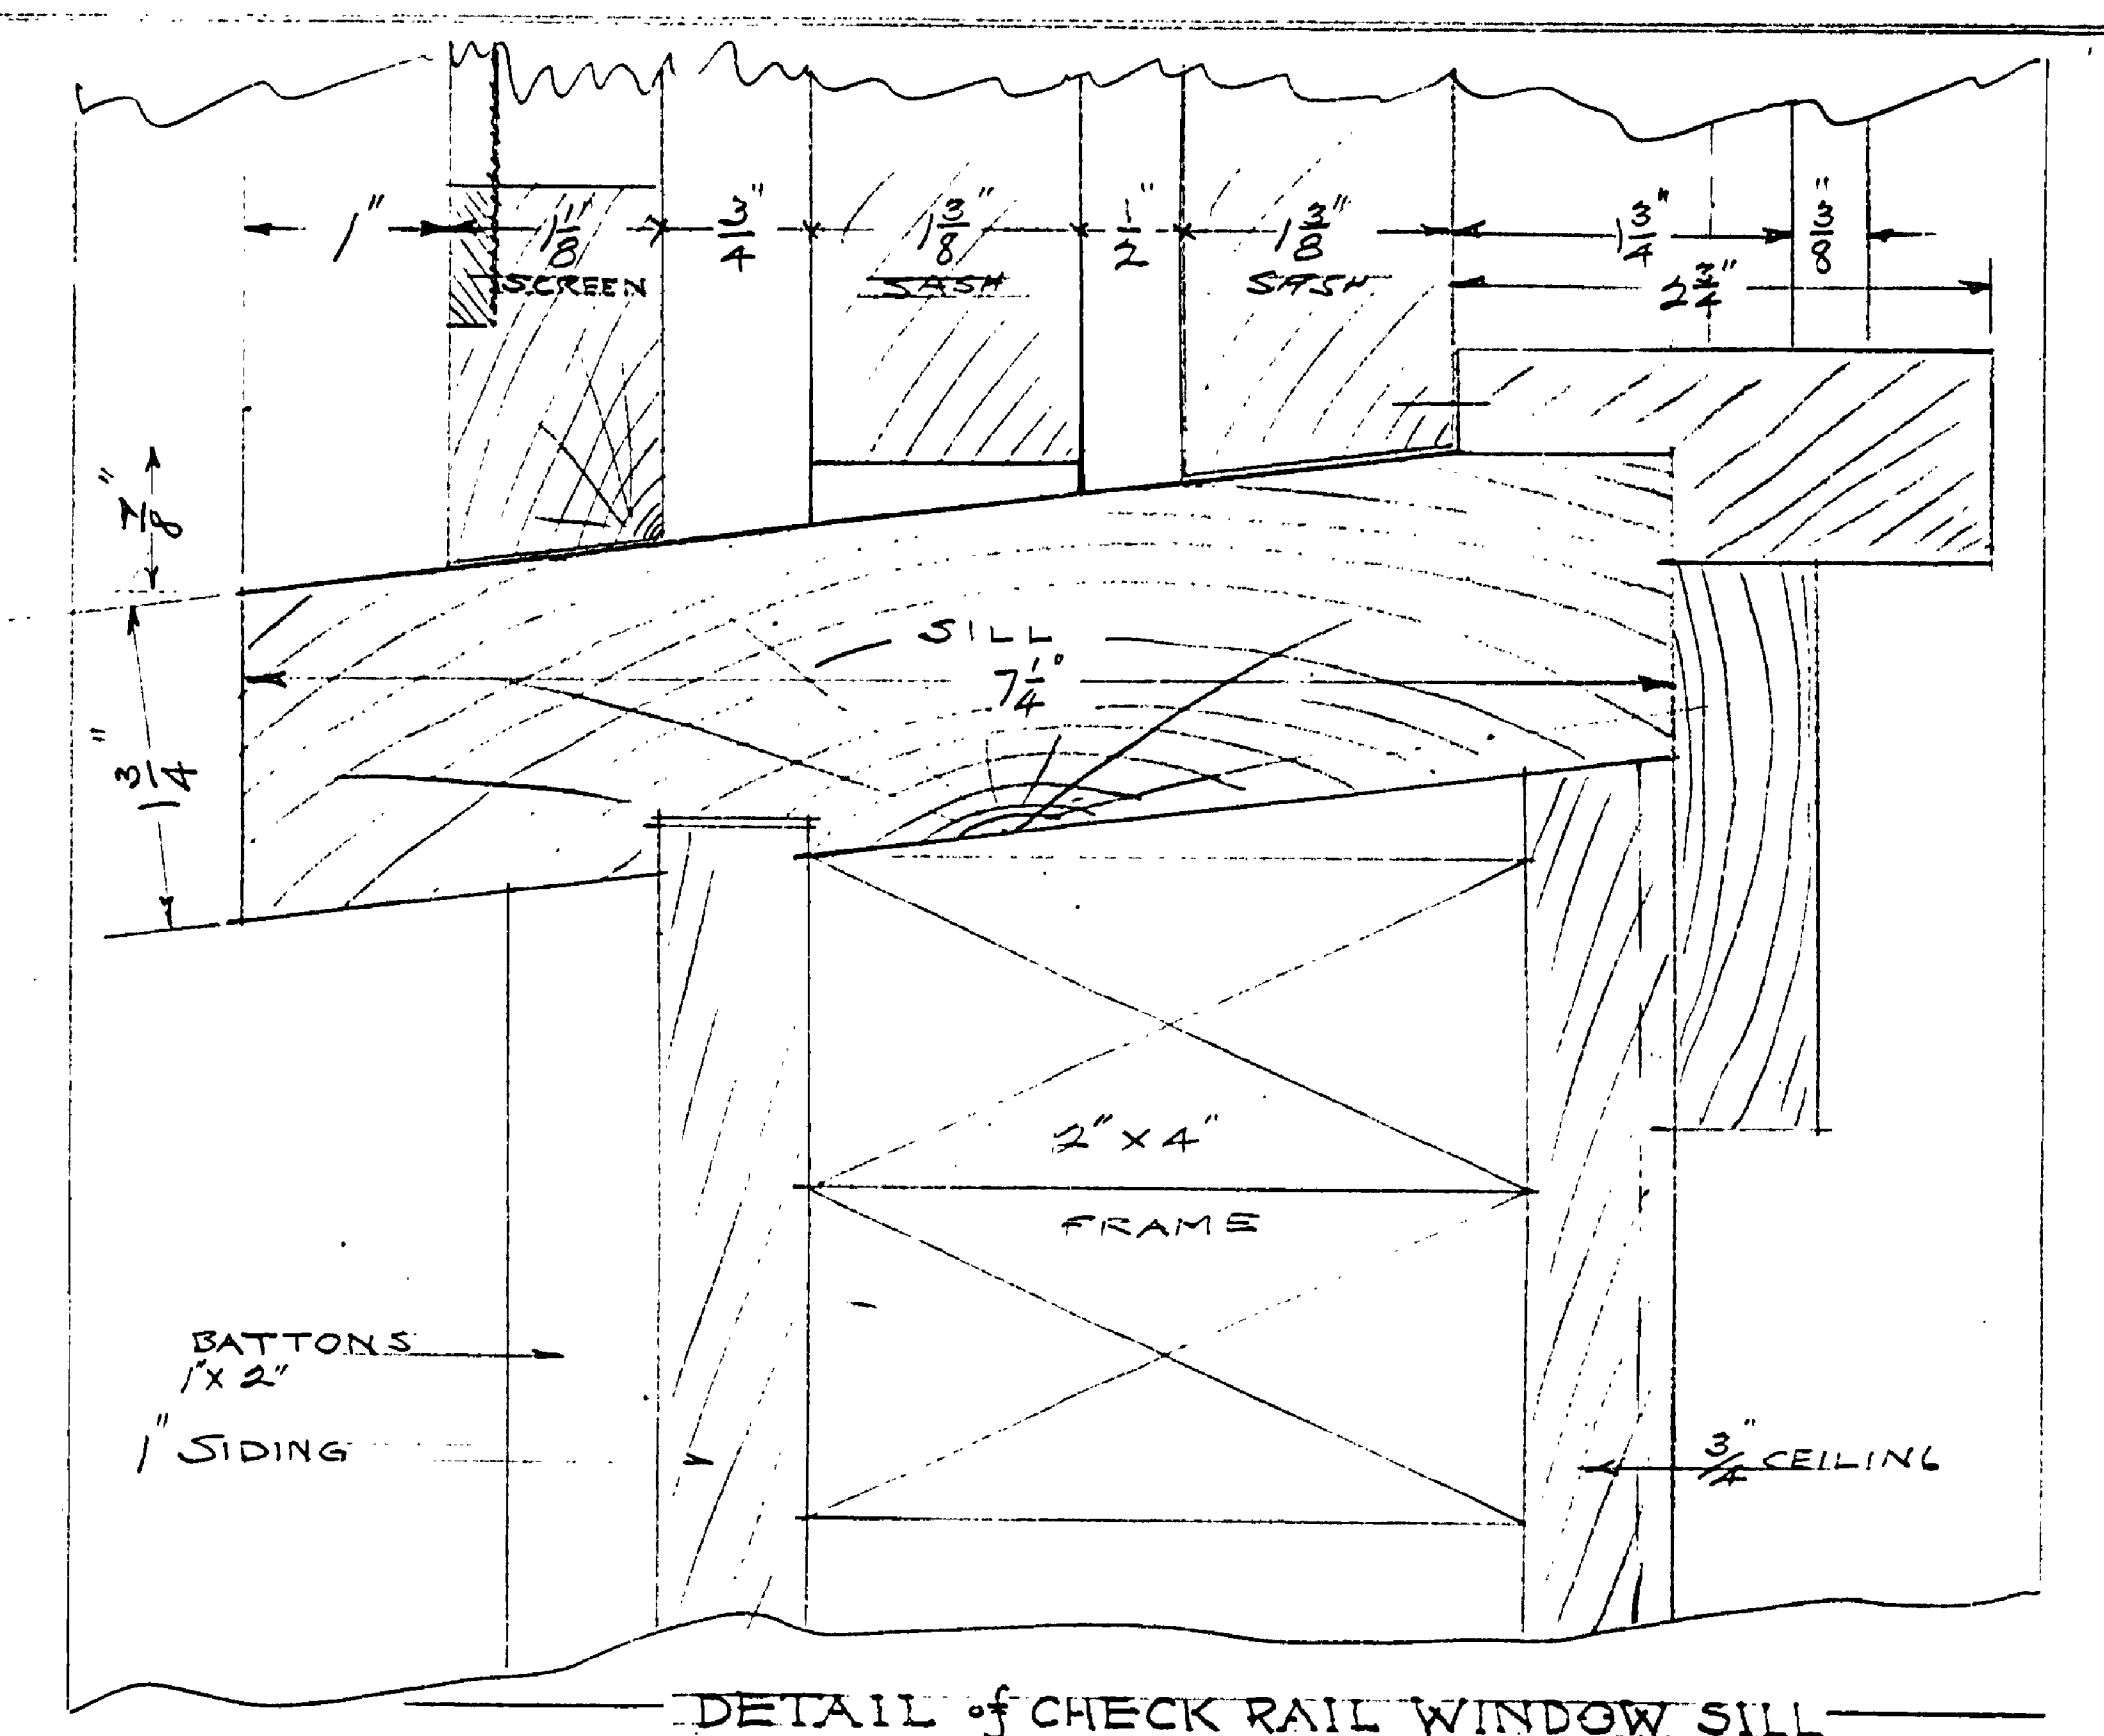 1" 1 1/8" 3/4" 1 3/8" 1/2" 1 3/8" 1 3/4" 3/8"
SCREEN SASH SASH 2 3/4"
7/8"
SILL
7 1/4"
1 3/4"
2" x 4"
FRAME
BATTONS
1" x 2"
1" SIDING
3/4" CEILING
DETAIL of CHECK RAIL WINDOW SILL